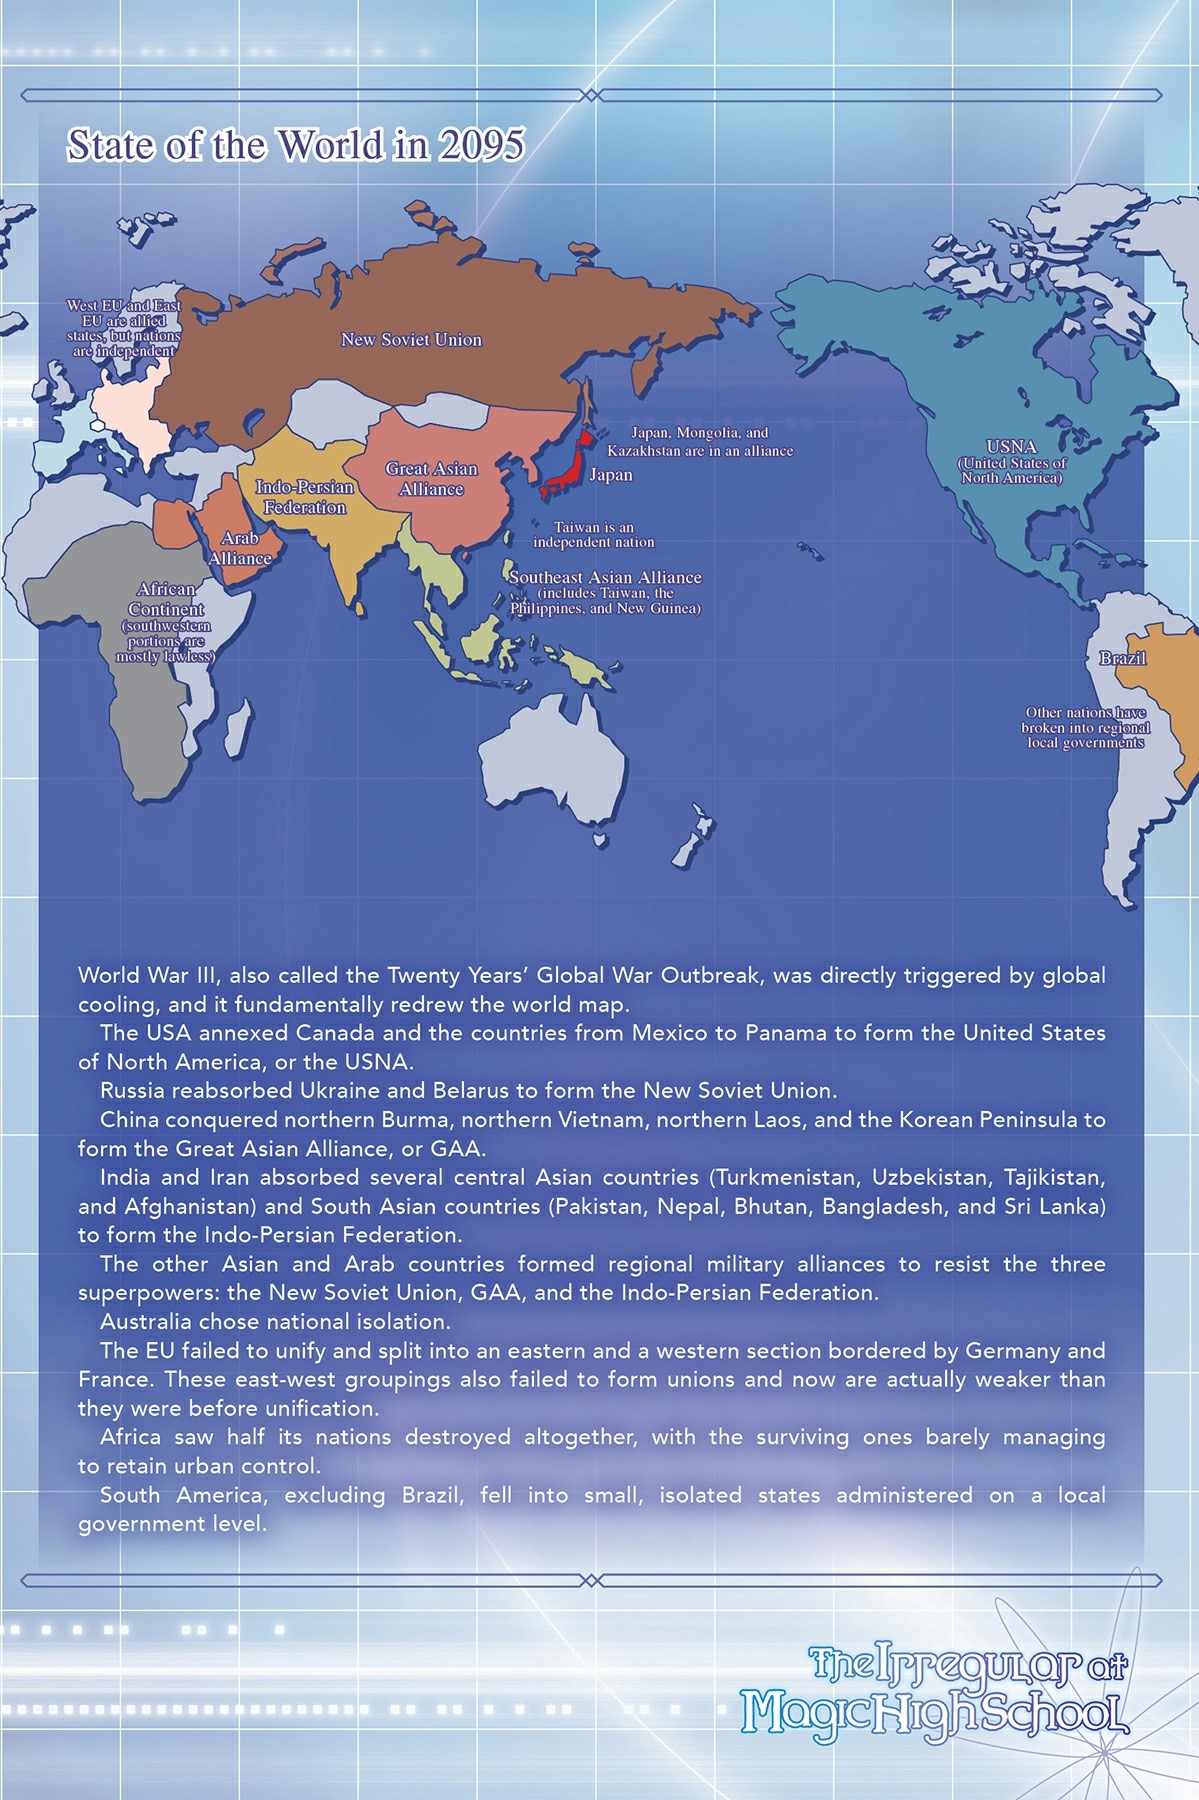 State of the World in 2095
West EU and East
EU are allied
states, but nations
are independent
New Soviet Union
Japan, Mongolia, and
Kazakhstan are in an alliance
Japan
Great Asian
Alliance
Indo-Persian
Federation
USNA
(United States of
North America)
Arab
Alliance
Taiwan is an
independent nation
Southeast Asian Alliance
(includes Taiwan, the
Philippines, and New Guinea)
African
Continent
(southwestern
portions are
mostly lawless)
Brazil
Other nations have
broken into regional
local governments
World War III, also called the Twenty Years’ Global War Outbreak, was directly triggered by global
cooling, and it fundamentally redrew the world map.
The USA annexed Canada and the countries from Mexico to Panama to form the United States
of North America, or the USNA.
Russia reabsorbed Ukraine and Belarus to form the New Soviet Union.
China conquered northern Burma, northern Vietnam, northern Laos, and the Korean Peninsula to
form the Great Asian Alliance, or GAA.
India and Iran absorbed several central Asian countries (Turkmenistan, Uzbekistan, Tajikistan,
and Afghanistan) and South Asian countries (Pakistan, Nepal, Bhutan, Bangladesh, and Sri Lanka)
to form the Indo-Persian Federation.
The other Asian and Arab countries formed regional military alliances to resist the three
superpowers: the New Soviet Union, GAA, and the Indo-Persian Federation.
Australia chose national isolation.
The EU failed to unify and split into an eastern and a western section bordered by Germany and
France. These east-west groupings also failed to form unions and now are actually weaker than
they were before unification.
Africa saw half its nations destroyed altogether, with the surviving ones barely managing
to retain urban control.
South America, excluding Brazil, fell into small, isolated states administered on a local
government level.
The Irregular at
Magic High School